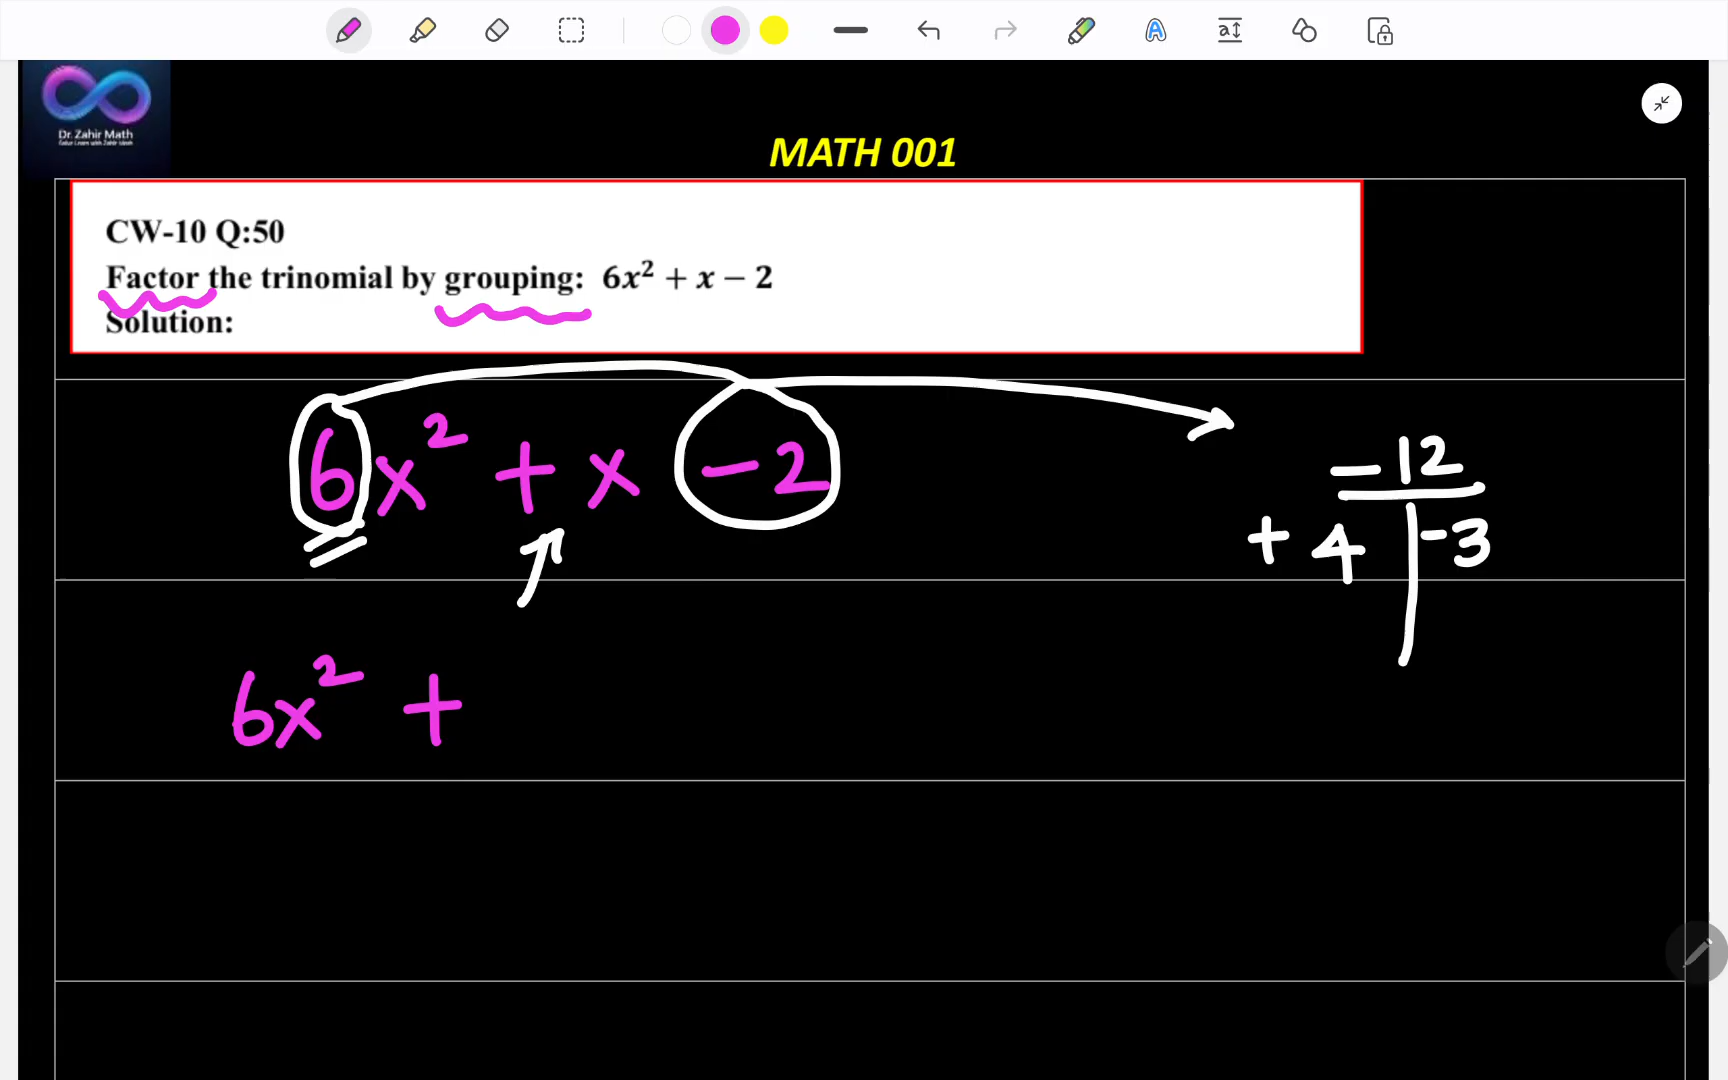 Dr. Zahir Math
MATH 001
CW-10 Q:50
Factor the trinomial by grouping: 6x² + x − 2
Solution:
6x² + x −2
−12
+4 −3
6x² +